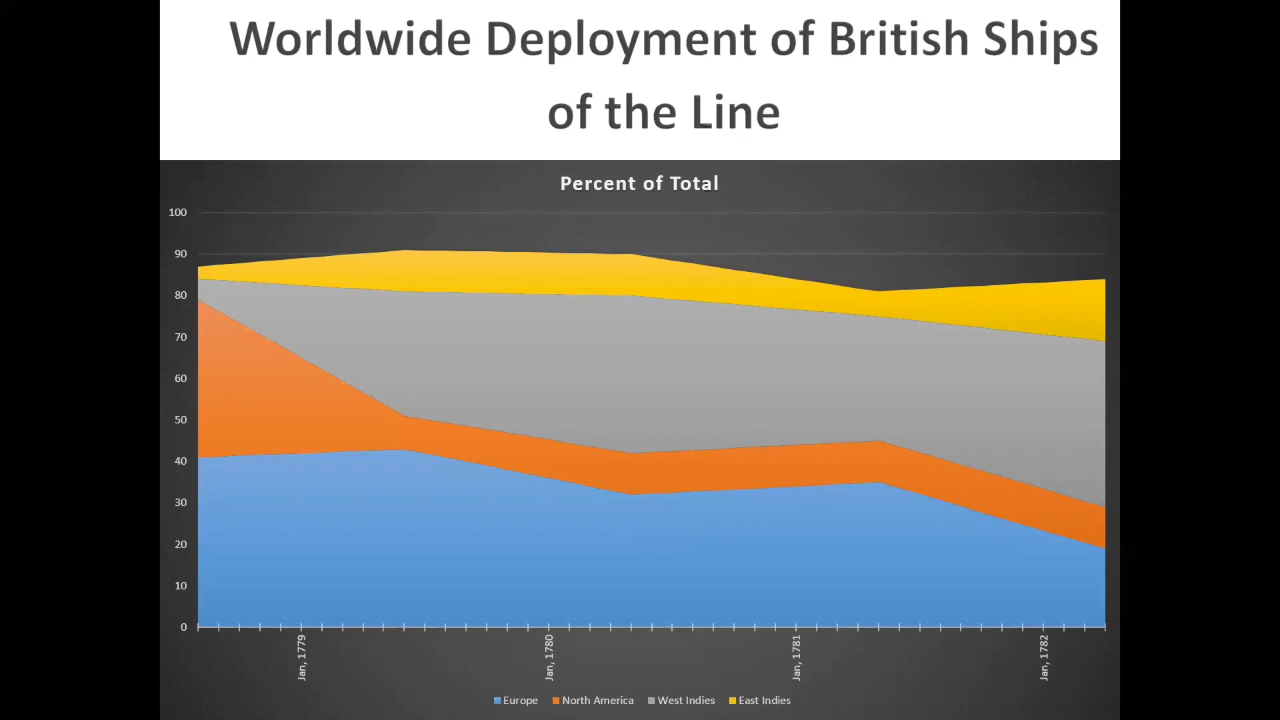 Worldwide Deployment of British Ships
of the Line
Percent of Total
100
90
80
70
60
50
40
30
20
10
0
Jan, 1779
Jan, 1780
Jan, 1781
Jan, 1782
Europe North America West Indies East Indies